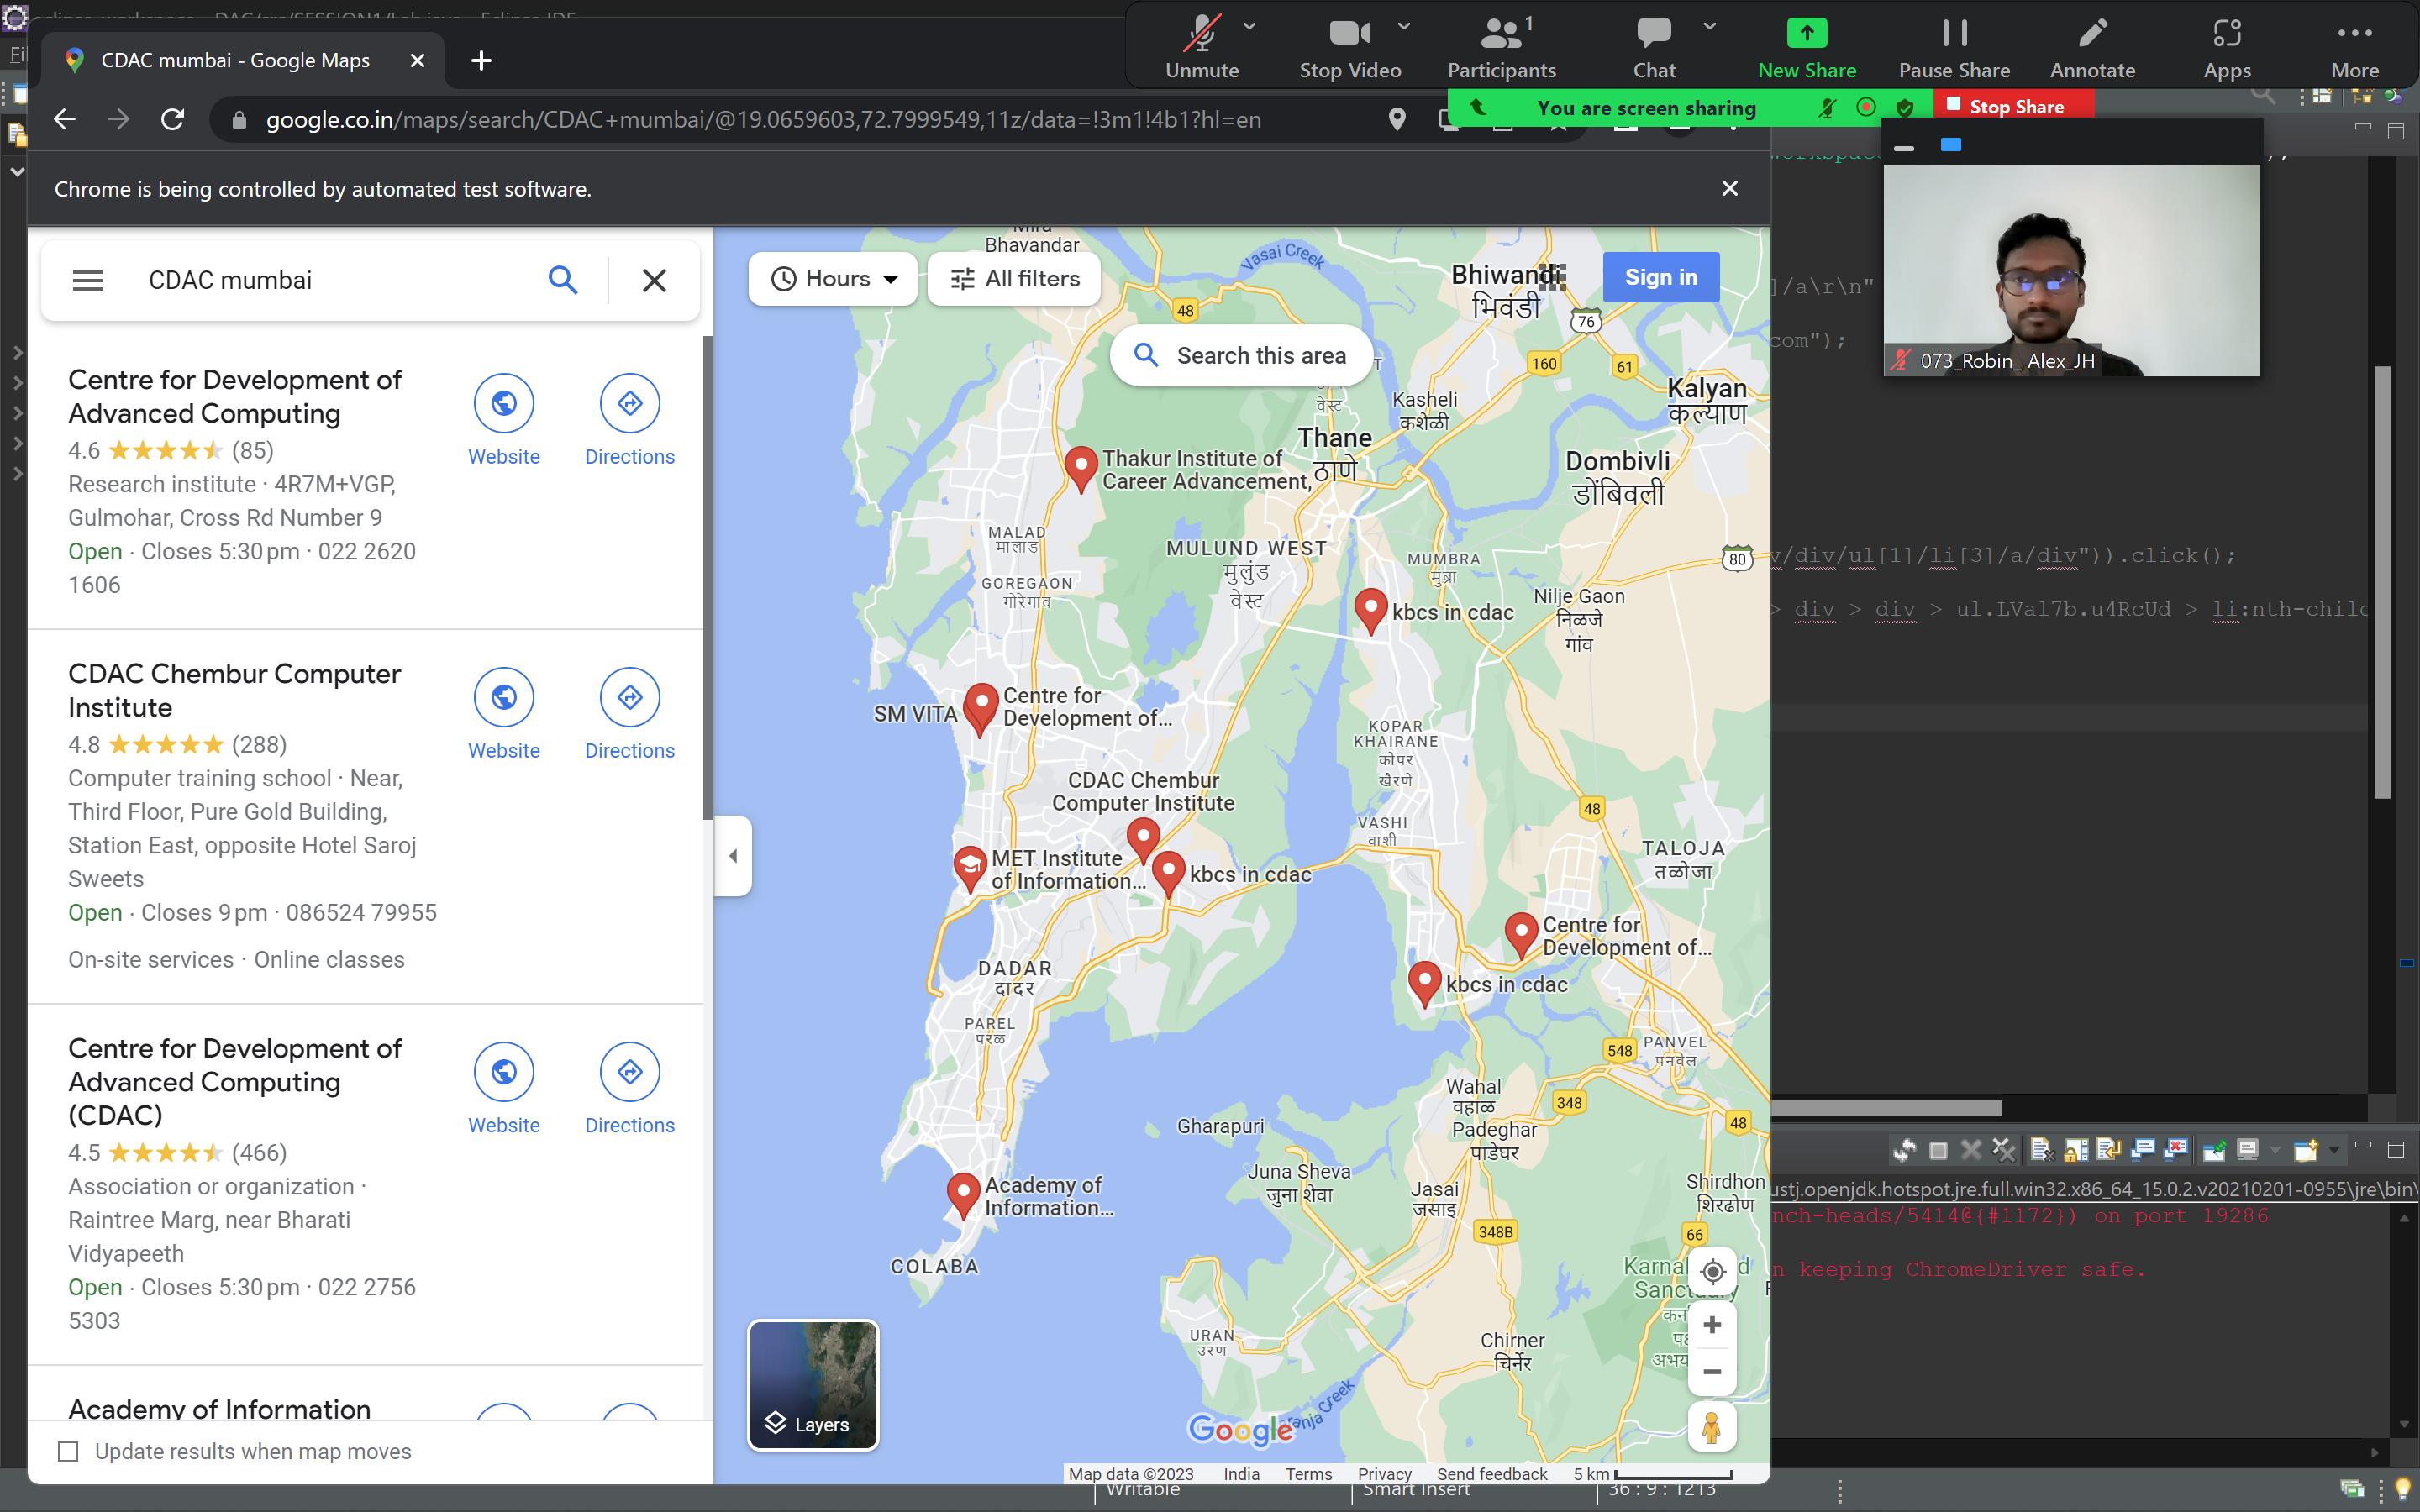 eclipse-workspace - DAC/src/SESSION1/Lab.java - Eclipse IDE
CDAC mumbai - Google Maps
Unmute
Stop Video
1
Participants
Chat
New Share
Pause Share
Annotate
Apps
More
You are screen sharing
Stop Share
google.co.in/maps/search/CDAC+mumbai/@19.0659603,72.7999549,11z/data=!3m1!4b1?hl=en
Chrome is being controlled by automated test software.
CDAC mumbai
Hours
All filters
Sign in
Search this area
Centre for Development of
Advanced Computing
4.6 (85)
Research institute · 4R7M+VGP,
Gulmohar, Cross Rd Number 9
Open · Closes 5:30 pm · 022 2620
1606
Website
Directions
CDAC Chembur Computer
Institute
4.8 (288)
Computer training school · Near,
Third Floor, Pure Gold Building,
Station East, opposite Hotel Saroj
Sweets
Open · Closes 9 pm · 086524 79955
On-site services · Online classes
Website
Directions
Centre for Development of
Advanced Computing
(CDAC)
4.5 (466)
Association or organization ·
Raintree Marg, near Bharati
Vidyapeeth
Open · Closes 5:30 pm · 022 2756
5303
Website
Directions
Academy of Information
Update results when map moves
Mira
Bhavandar
Vasai Creek
48
Bhiwandi
भिवंडी
76
160
61
Kalyan
कल्याण
वेस्ट
Kasheli
कशेळी
Thane
ठाणे
Dombivli
डोंबिवली
Thakur Institute of
Career Advancement,
MALAD
मालाड
MULUND WEST
मुलुंड
वेस्ट
MUMBRA
मुंब्रा
80
GOREGAON
गोरेगाव
kbcs in cdac
Nilje Gaon
निळजे
गांव
SM VITA
Centre for
Development of...
KOPAR
KHAIRANE
कोपर
खैरणे
CDAC Chembur
Computer Institute
48
VASHI
वाशी
TALOJA
तळोजा
MET Institute
of Information...
kbcs in cdac
Centre for
Development of...
kbcs in cdac
DADAR
दादर
PAREL
परळ
548
PANVEL
पनवेल
Wahal
वहाळ
348
Padeghar
पाडेघर
48
Gharapuri
Juna Sheva
जुना शेवा
Jasai
जसाइ
Shirdhon
शिरढोण
Academy of
Information...
348B
66
COLABA
URAN
उरण
Chirner
चिर्नेर
Layers
Google
Map data ©2023 India Terms Privacy Send feedback 5 km
073_Robin_ Alex_JH
]/a\r\n"
com");
v/div/ul[1]/li[3]/a/div")).click();
> div > div > ul.LVal7b.u4RcUd > li:nth-chilc
ustj.openjdk.hotspot.jre.full.win32.x86_64_15.0.2.v20210201-0955\jre\bin\
nch-heads/5414@{#1172}) on port 19286
n keeping ChromeDriver safe.
Writable
Smart Insert
36 : 9 : 1213